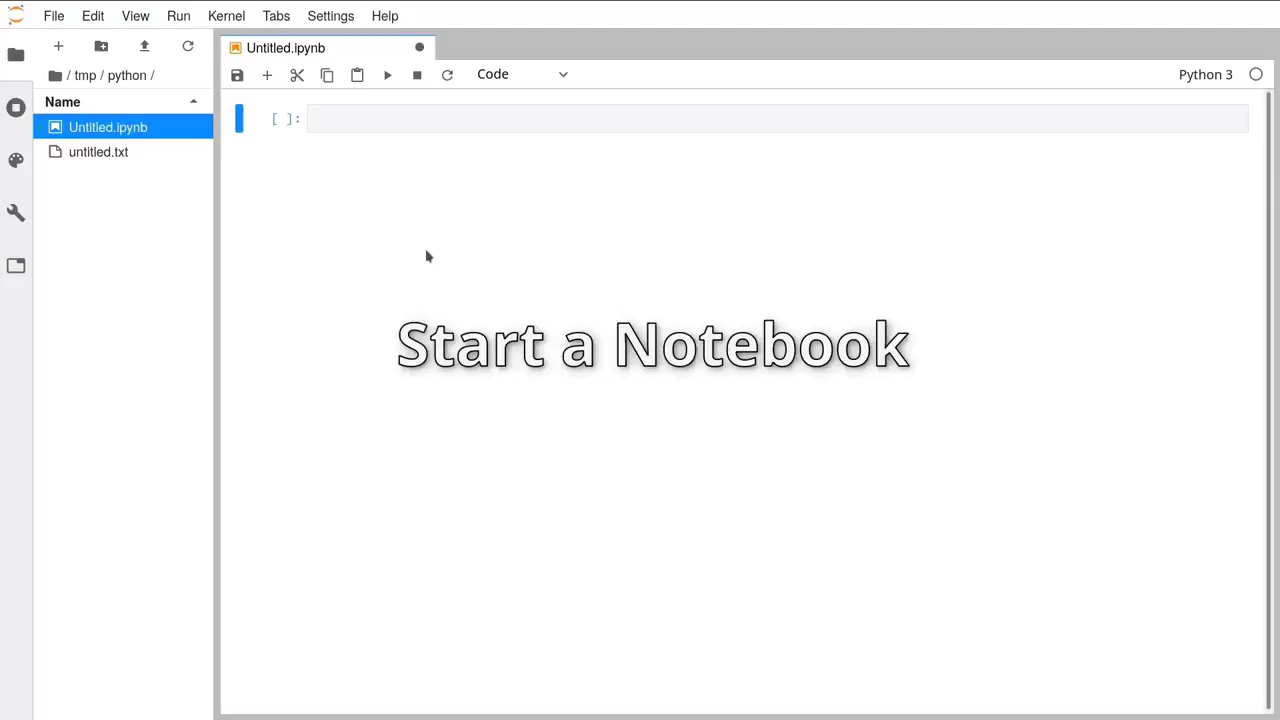 File Edit View Run Kernel Tabs Settings Help
Untitled.ipynb
Code
Python 3
/ tmp / python /
Name
Untitled.ipynb
untitled.txt
[ ]:
Start a Notebook